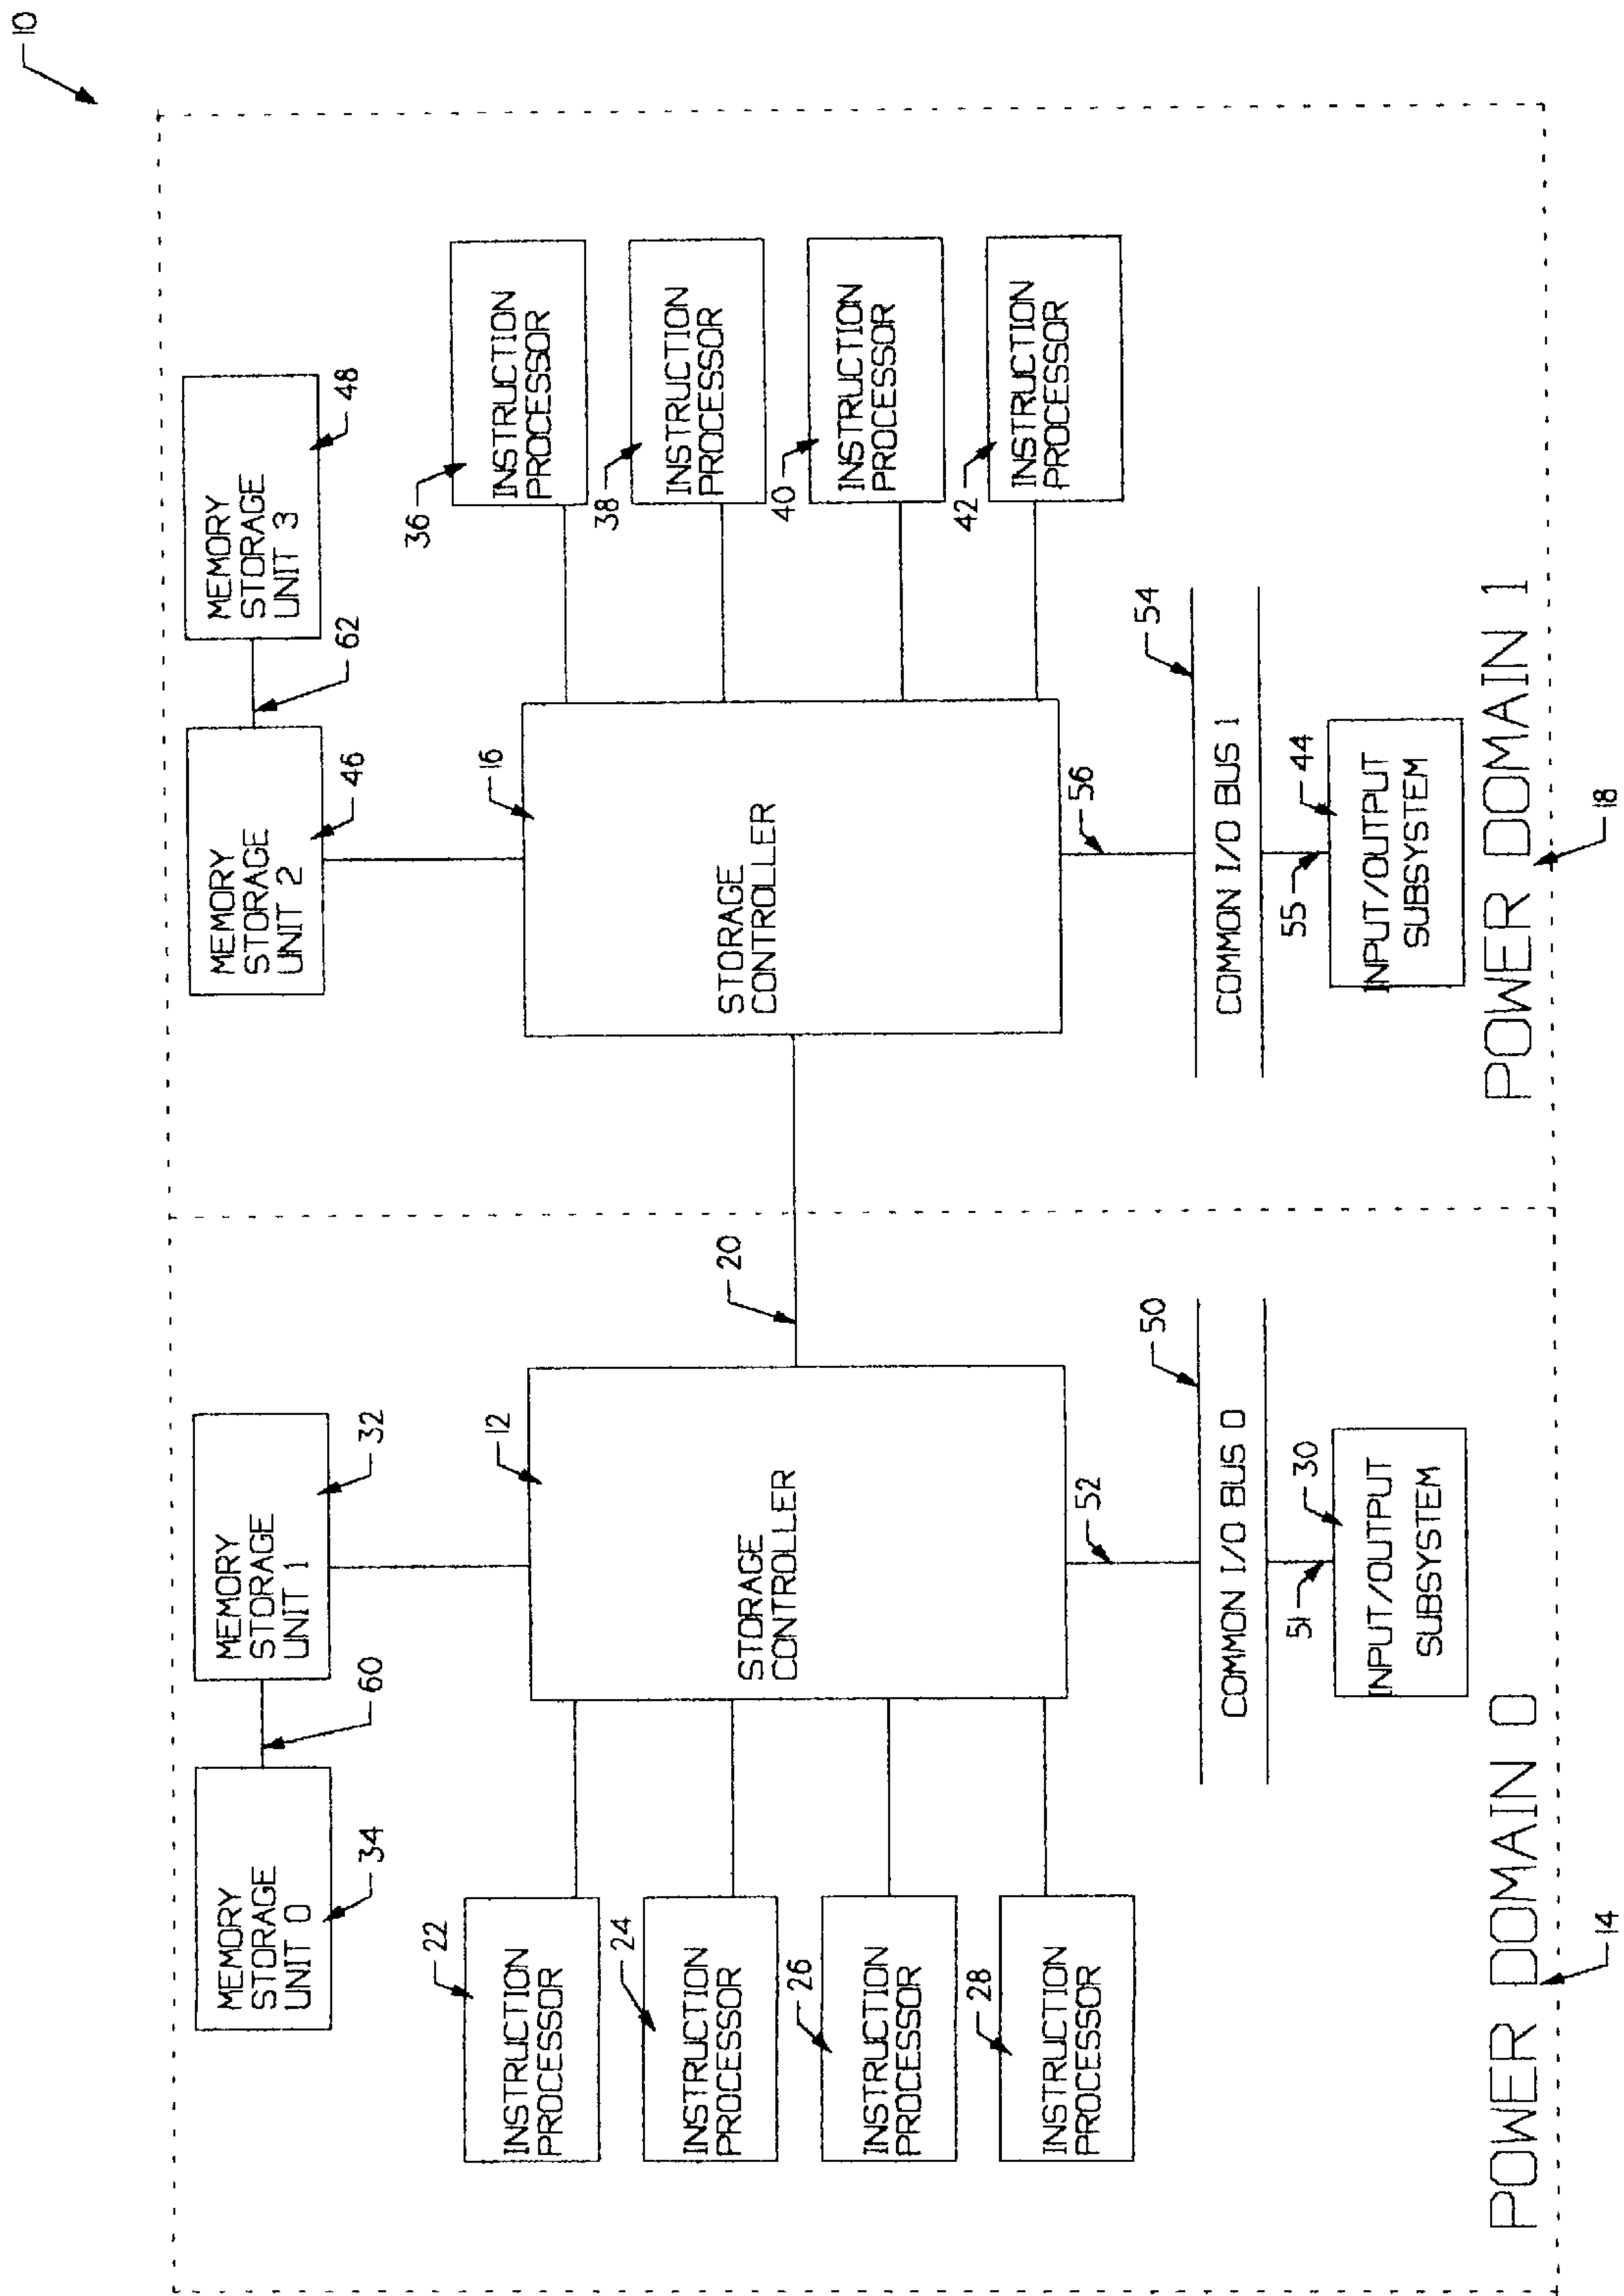 10
MEMORY
STORAGE
UNIT 0
34
60
MEMORY
STORAGE
UNIT 1
32
MEMORY
STORAGE
UNIT 2
46
62
MEMORY
STORAGE
UNIT 3
48
22
INSTRUCTION
PROCESSOR
24
INSTRUCTION
PROCESSOR
26
INSTRUCTION
PROCESSOR
28
INSTRUCTION
PROCESSOR
12
STORAGE
CONTROLLER
20
16
STORAGE
CONTROLLER
36
INSTRUCTION
PROCESSOR
38
INSTRUCTION
PROCESSOR
40
INSTRUCTION
PROCESSOR
42
INSTRUCTION
PROCESSOR
52
50
COMMON I/O BUS 0
51
30
INPUT/OUTPUT
SUBSYSTEM
56
54
COMMON I/O BUS 1
55
44
INPUT/OUTPUT
SUBSYSTEM
POWER DOMAIN 0
14
POWER DOMAIN 1
18